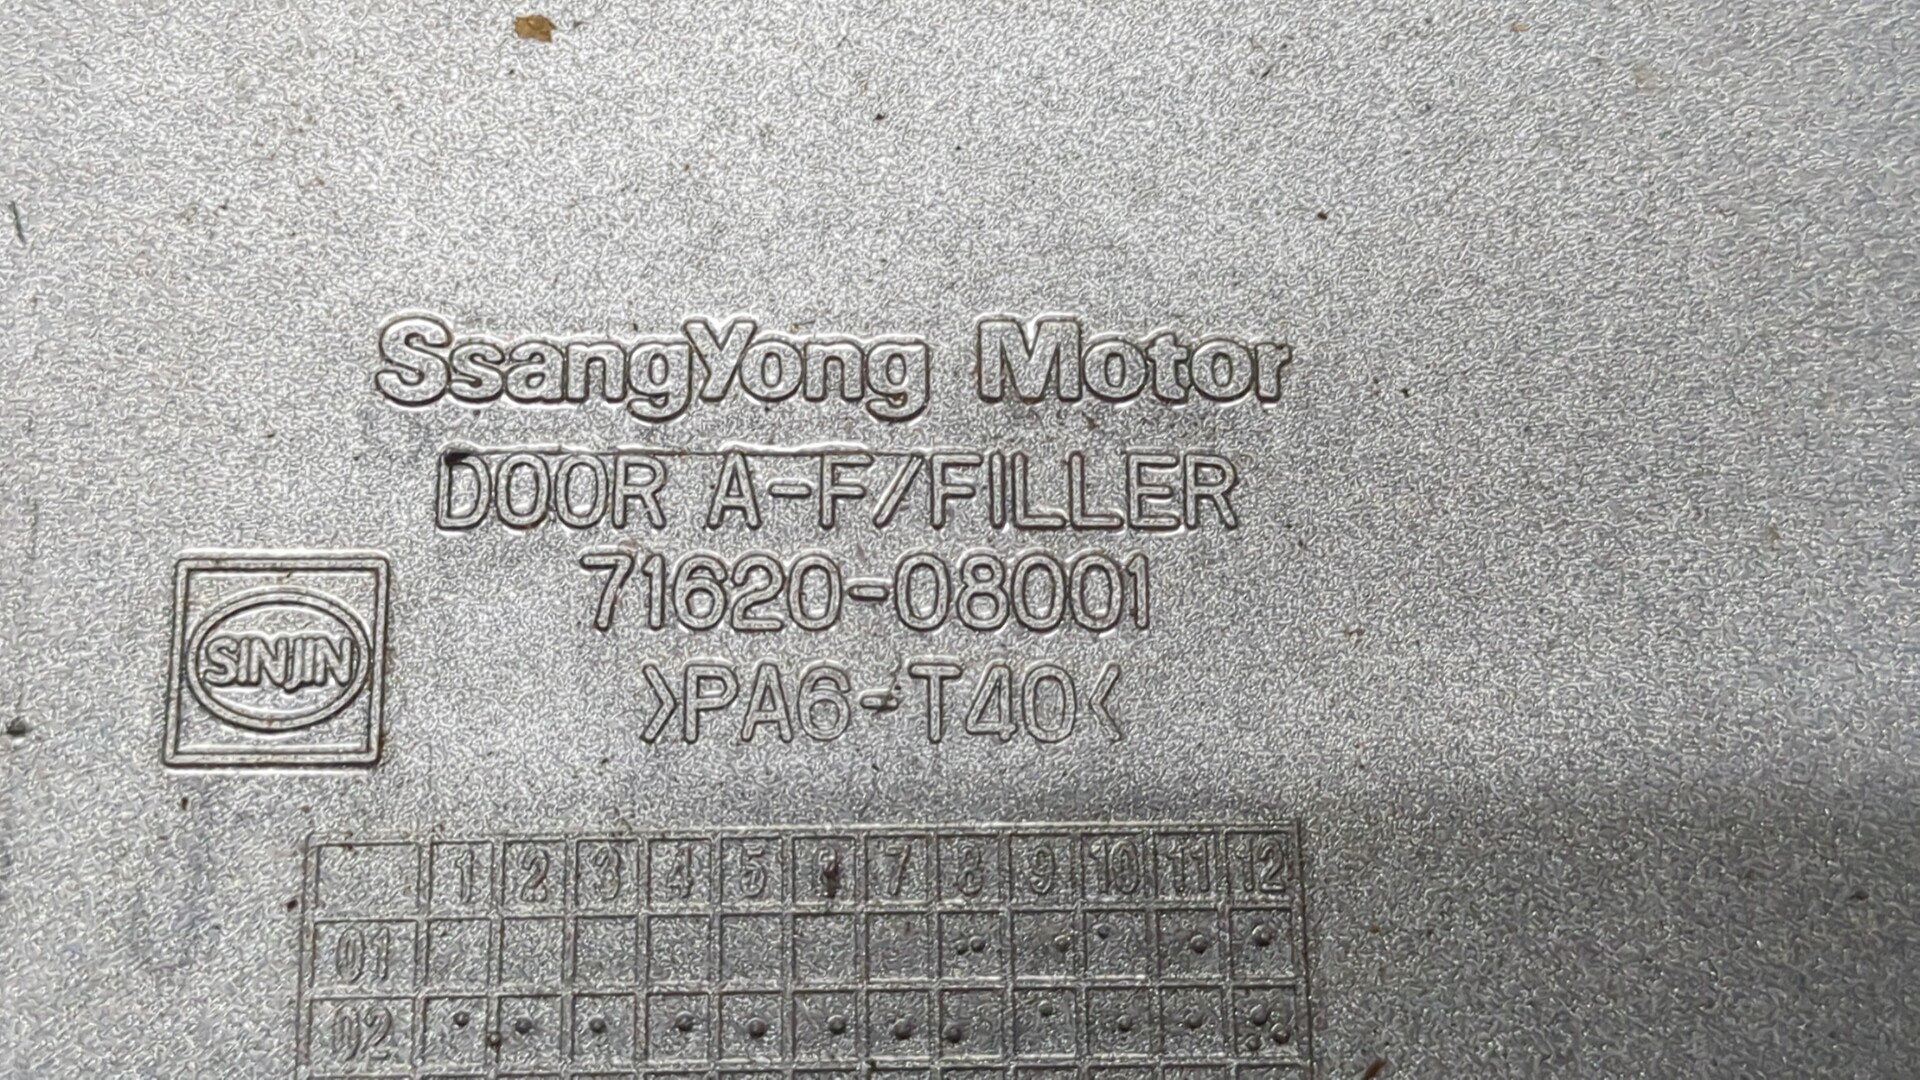 SsangYong Motor
DOOR A-F/FILLER
71620-08001
SINJIN
>PA6-T40<
1 2 3 4 5 6 7 8 9 10 11 12
01
02